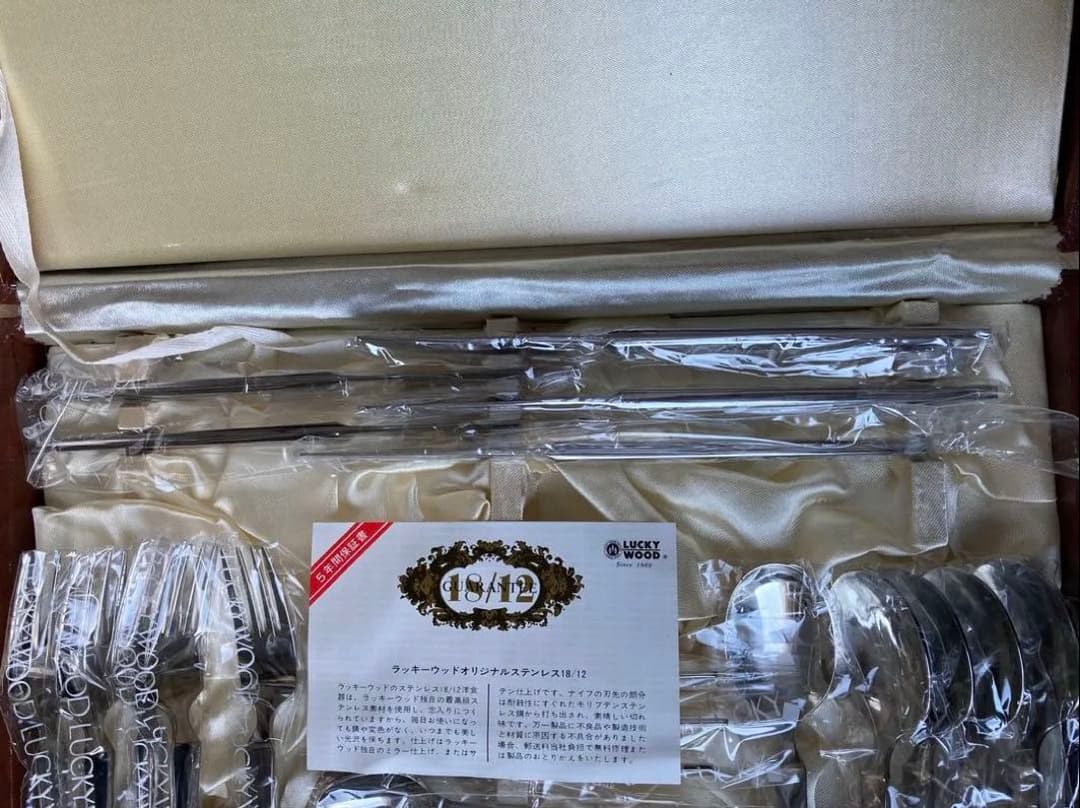 5年間保証書
GUARANTEE
18/12
LUCKY
WOOD®
Since 1868
ラッキーウッドオリジナルステンレス18/12
ラッキーウッドのステンレス18/12洋食
器は、ラッキーウッド独自の最高級ス
テンレス素材を使用し、念入りにつく
られていますから、毎日お使いになっ
ても錆や変色がなく、いつまでも美し
い光沢を保ちます。仕上げはラッキー
ウッド独自のミラー仕上げ、またはサ
テン仕上げです。ナイフの刃先の部分
は耐蝕性にすぐれたモリブデンステン
レス鋼から打ち出され、素晴しい切れ
味です。万一製品に不良品や製造技術
と材質に原因する不具合がありました
場合、郵送料当社負担で無料修理また
は製品のおとりかえをいたします。
WOOD LUCKY
WOOD LUCKY
WOOD LUCKY
WOOD LUCKY